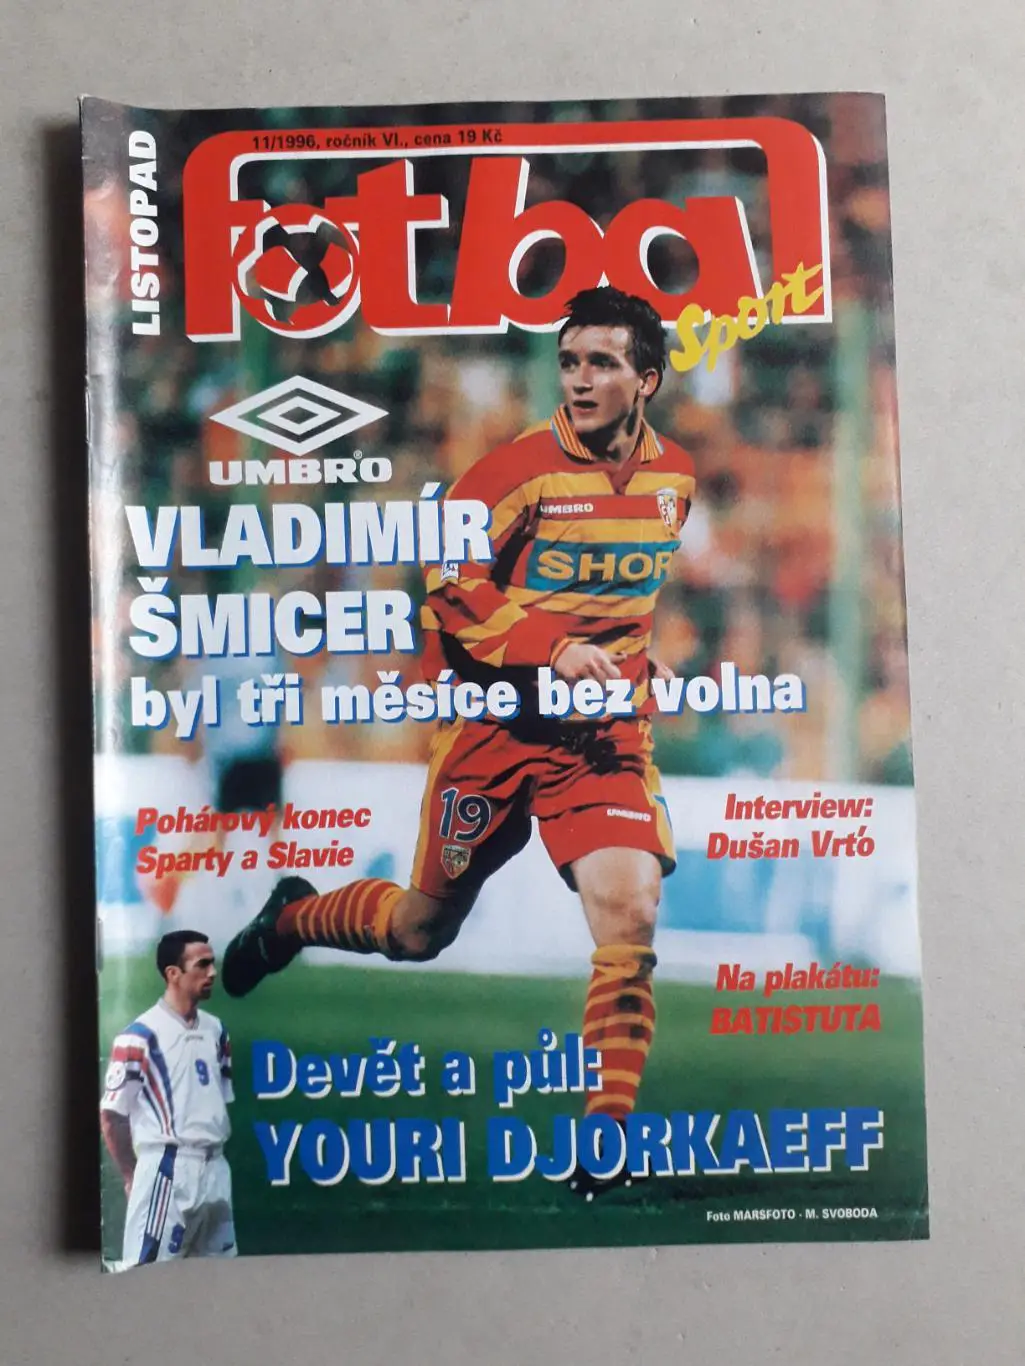 LISTOPAD
11/1996, ročník VI., cena 19 Kč
fotbal
Sport
UMBRO®
VLADIMÍR
ŠMICER
byl tři měsíce bez volna
UMBRO
SHOP
19
UMBRO
Pohárový konec
Sparty a Slavie
Interview:
Dušan Vrťo
Na plakátu:
BATISTUTA
9
9
Devět a půl:
YOURI DJORKAEFF
Foto MARSFOTO - M. SVOBODA